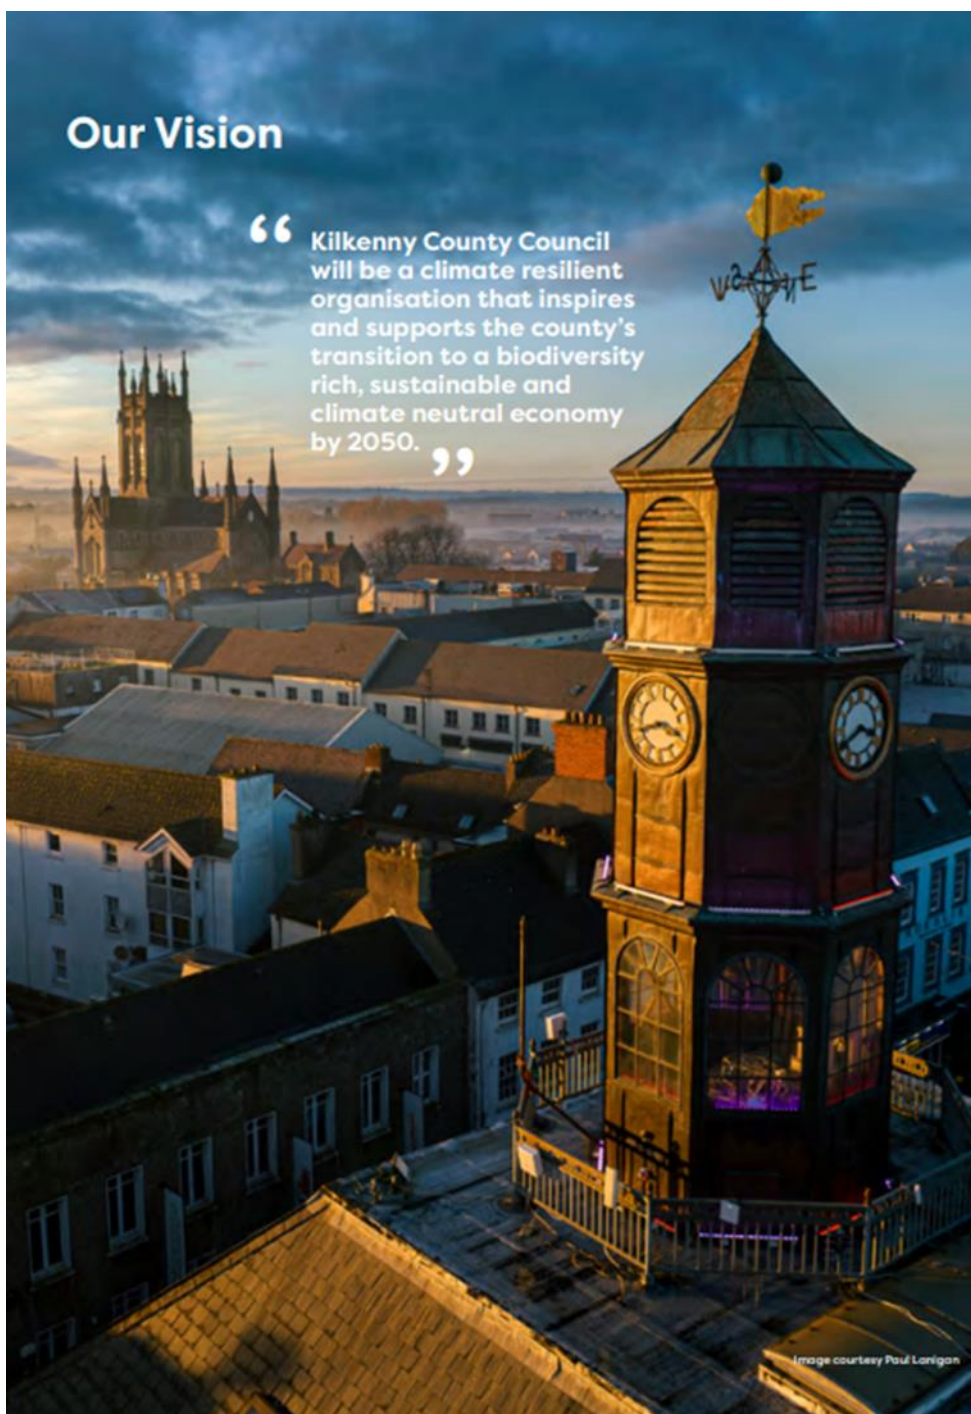 Our Vision
“ Kilkenny County Council
will be a climate resilient
organisation that inspires
and supports the county's
transition to a biodiversity
rich, sustainable and
climate neutral economy
by 2050. ”
W S N E
Image courtesy Paul Lanigan